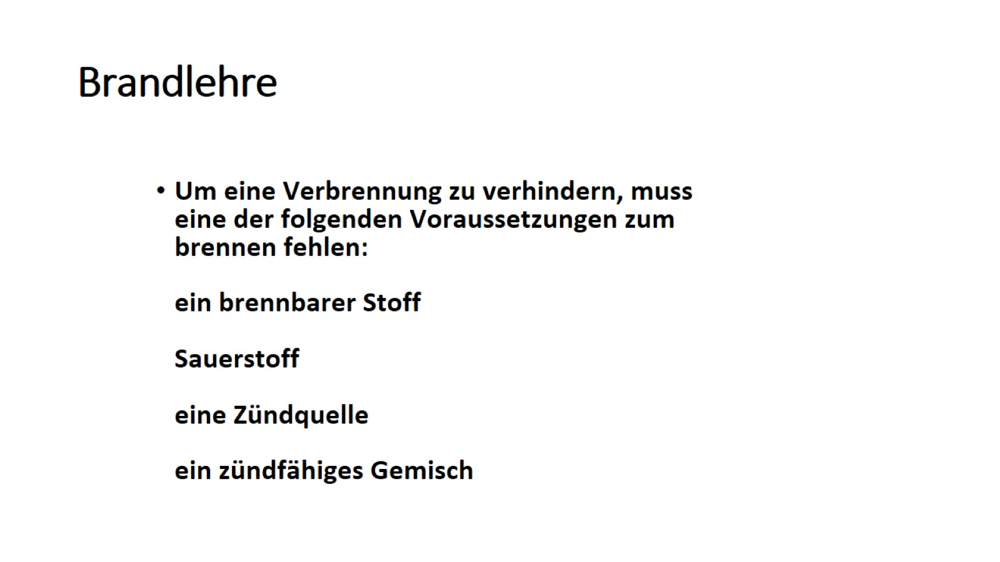 Brandlehre
• Um eine Verbrennung zu verhindern, muss
eine der folgenden Voraussetzungen zum
brennen fehlen:
ein brennbarer Stoff
Sauerstoff
eine Zündquelle
ein zündfähiges Gemisch